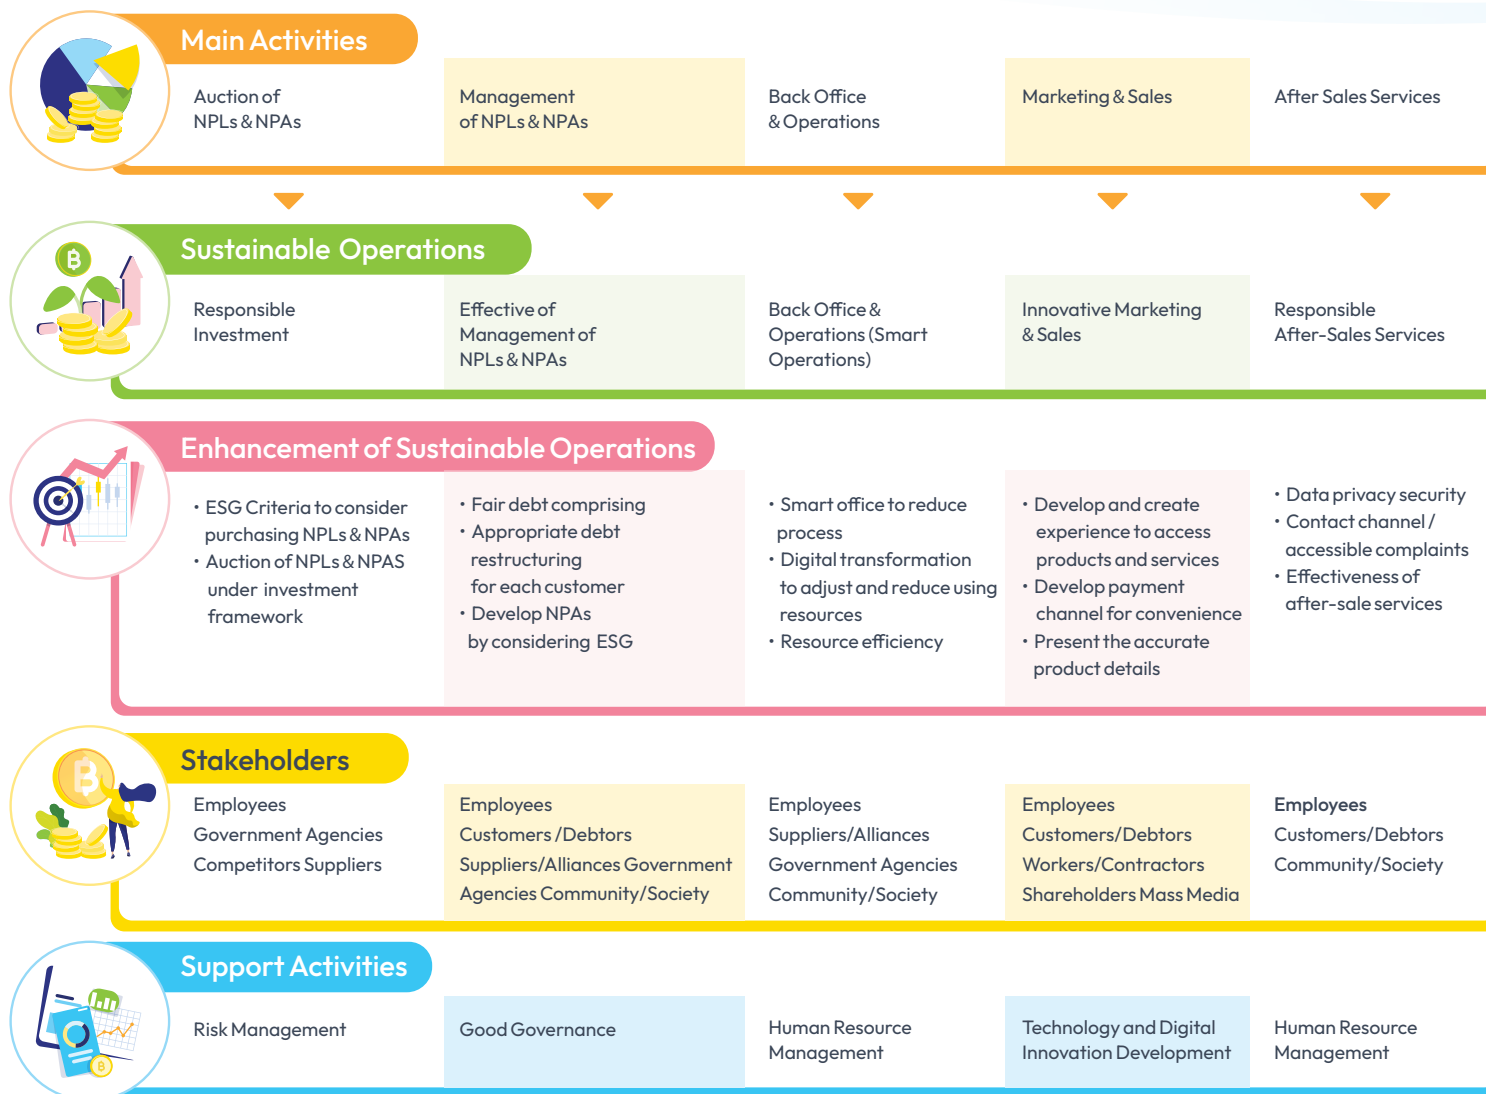 Main Activities
Auction of
NPLs & NPAs
Management
of NPLs & NPAs
Back Office
& Operations
Marketing & Sales
After Sales Services
Sustainable Operations
Responsible
Investment
Effective of
Management of
NPLs & NPAs
Back Office &
Operations (Smart
Operations)
Innovative Marketing
& Sales
Responsible
After-Sales Services
Enhancement of Sustainable Operations
• ESG Criteria to consider
purchasing NPLs & NPAs
• Auction of NPLs & NPAS
under investment
framework
• Fair debt comprising
• Appropriate debt
restructuring
for each customer
• Develop NPAs
by considering ESG
• Smart office to reduce
process
• Digital transformation
to adjust and reduce using
resources
• Resource efficiency
• Develop and create
experience to access
products and services
• Develop payment
channel for convenience
• Present the accurate
product details
• Data privacy security
• Contact channel /
accessible complaints
• Effectiveness of
after-sale services
Stakeholders
Employees
Government Agencies
Competitors Suppliers
Employees
Customers /Debtors
Suppliers/Alliances Government
Agencies Community/Society
Employees
Suppliers/Alliances
Government Agencies
Community/Society
Employees
Customers/Debtors
Workers/Contractors
Shareholders Mass Media
Employees
Customers/Debtors
Community/Society
Support Activities
Risk Management
Good Governance
Human Resource
Management
Technology and Digital
Innovation Development
Human Resource
Management